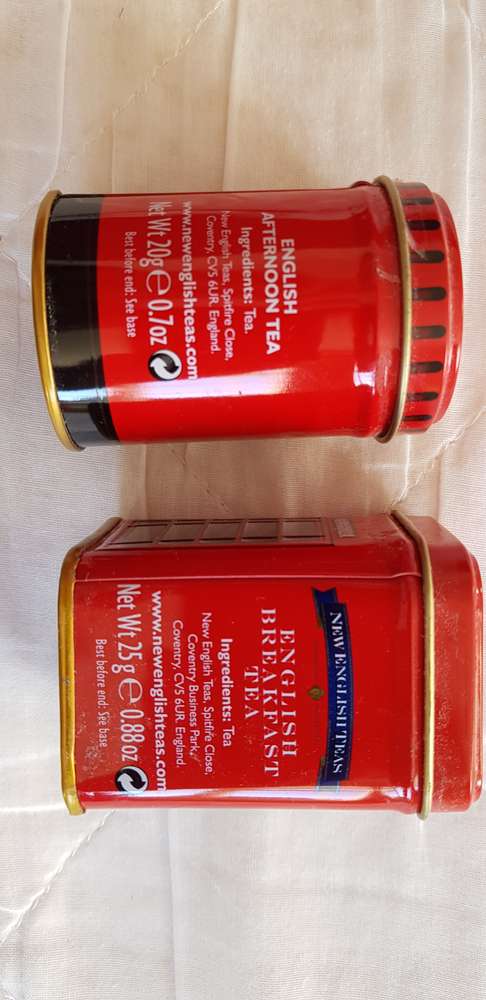 ENGLISH
AFTERNOON TEA
Ingredients: Tea.
New English Teas, Spitfire Close,
Coventry, CV5 6UR, England.
www.newenglishteas.com
Net Wt 20g ℮ 0.7oz
Best before end: See base
NEW ENGLISH TEAS
ENGLISH
BREAKFAST
TEA
Ingredients: Tea
New English Teas, Spitfire Close,
Coventry Business Park,
Coventry, CV5 6UR, England.
www.newenglishteas.com
Net Wt 25g ℮ 0.88oz
Best before end: See base